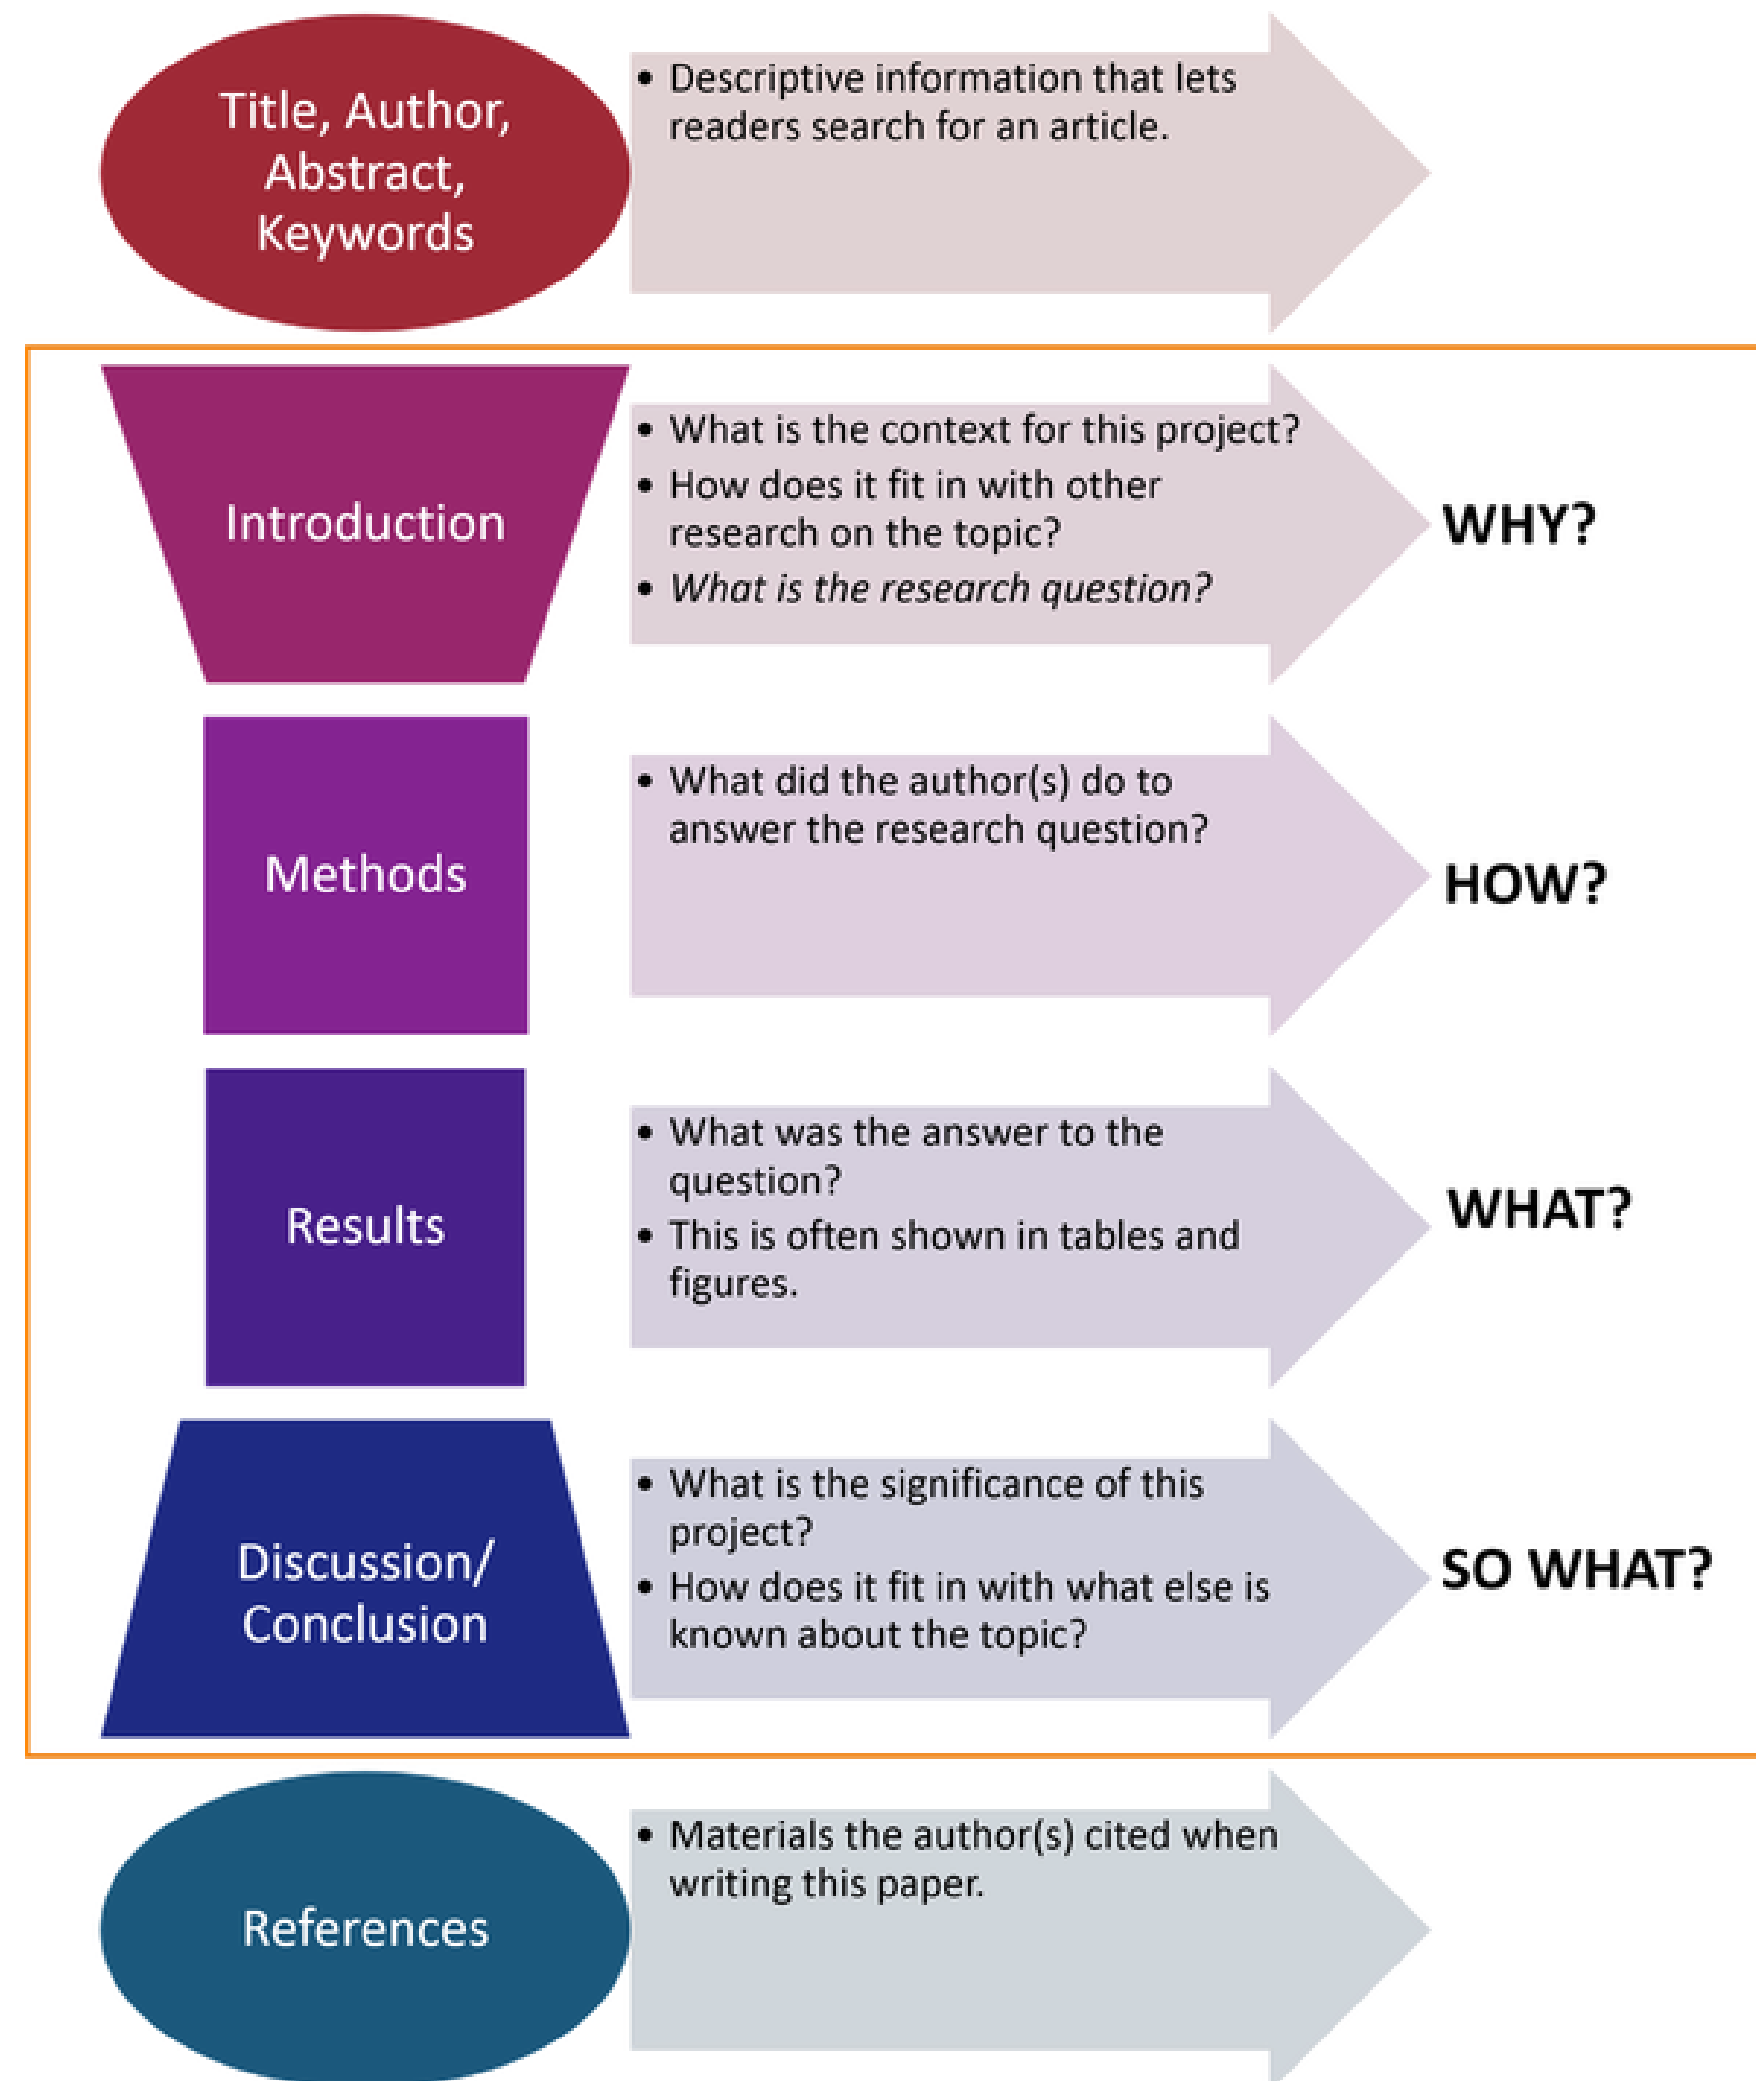 Title, Author,
Abstract,
Keywords
• Descriptive information that lets
readers search for an article.
Introduction
• What is the context for this project?
• How does it fit in with other
research on the topic?
• What is the research question?
WHY?
Methods
• What did the author(s) do to
answer the research question?
HOW?
Results
• What was the answer to the
question?
• This is often shown in tables and
figures.
WHAT?
Discussion/
Conclusion
• What is the significance of this
project?
• How does it fit in with what else is
known about the topic?
SO WHAT?
References
• Materials the author(s) cited when
writing this paper.